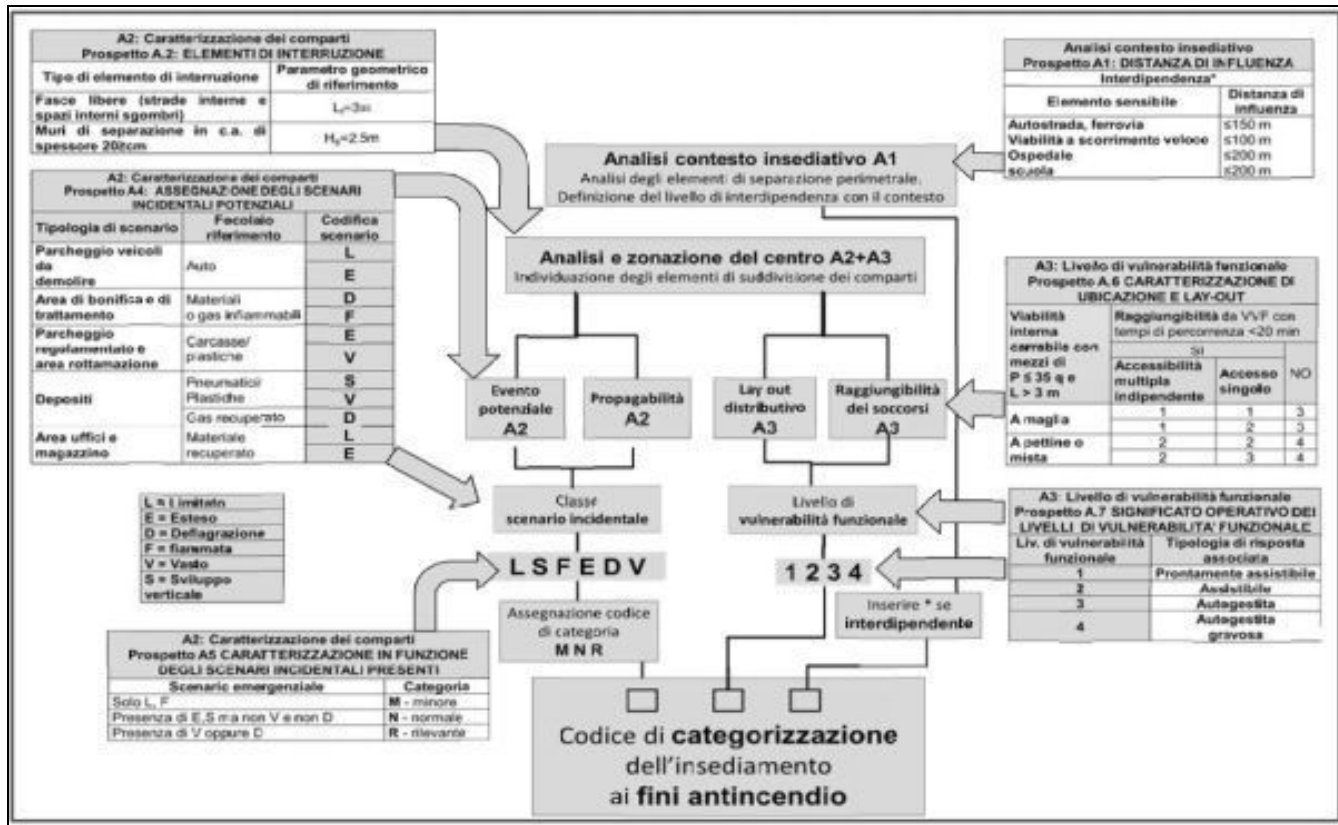 A2: Caratterizzazione dei comparti
Prospetto A.2: ELEMENTI DI INTERRUZIONE
Tipo di elemento di interruzione
Parametro geometrico
di riferimento
Fasce libere (strade interne e
spazi interni sgombri)
Muri di separazione in c.a. di
spessore 20≥cm
Analisi contesto insediativo
Prospetto A1: DISTANZA DI INFLUENZA
Interdipendenza*
Elemento sensibile
Distanza di
influenza
Autostrada, ferrovia ≤150 m
Viabilità a scorrimento veloce ≤100 m
Ospedale ≤200 m
scuola ≤200 m
Analisi contesto insediativo A1
Analisi degli elementi di separazione perimetrale.
Definizione del livello di interdipendenza con il contesto
A2: Caratterizzazione dei comparti
Prospetto A4: ASSEGNAZIONE DEGLI SCENARI
INCIDENTALI POTENZIALI
Tipologia di scenario
Focolaio
riferimento
Codifica
scenario
Parcheggio veicoli
da
demolire
Auto
L
E
Area di bonifica e di
trattamento
Materiali
o gas infiammabili
D
F
Parcheggio
regolamentato e
area rottamazione
Carcasse/
plastiche
E
V
Depositi
Pneumatici/
Plastiche
S
V
Gas recuperato D
Area uffici e
magazzino
Materiale
recuperato
L
E
Analisi e zonazione del centro A2+A3
Individuazione degli elementi di suddivisione dei comparti
Evento
potenziale
A2
Propagabilità
A2
Lay out
distributivo
A3
Raggiungibilità
dei soccorsi
A3
A3: Livello di vulnerabilità funzionale
Prospetto A.6 CARATTERIZZAZIONE DI
UBICAZIONE E LAY-OUT
Viabilità
interna
carrabile con
mezzi di
P ≤ 35 q e
L > 3 m
Raggiungibilità da VVF con
tempi di percorrenza <20 min
SI
NO
Accessibilità
multipla
indipendente
Accesso
singolo
A maglia
1 1 3
1 2 3
A pettine o
mista
2 2 4
2 3 4
L = Limitato
E = Esteso
D = Deflagrazione
F = fiammata
V = Vasto
S = Sviluppo
verticale
Classe
scenario incidentale
Livello di
vulnerabilità funzionale
L S F E D V
1 2 3 4
Assegnazione codice
di categoria
M N R
Inserire * se
interdipendente
A3: Livello di vulnerabilità funzionale
Prospetto A.7 SIGNIFICATO OPERATIVO DEI
LIVELLI DI VULNERABILITA' FUNZIONALE
Liv. di vulnerabilità
funzionale
Tipologia di risposta
associata
1 Prontamente assistibile
2 Assistibile
3 Autogestita
4 Autogestita
gravosa
A2: Caratterizzazione dei comparti
Prospetto A5 CARATTERIZZAZIONE IN FUNZIONE
DEGLI SCENARI INCIDENTALI PRESENTI
Scenario emergenziale Categoria
Solo L, F M - minore
Presenza di E,S ma non V e non D N - normale
Presenza di V oppure D R - rilevante
Codice di categorizzazione
dell'insediamento
ai fini antincendio